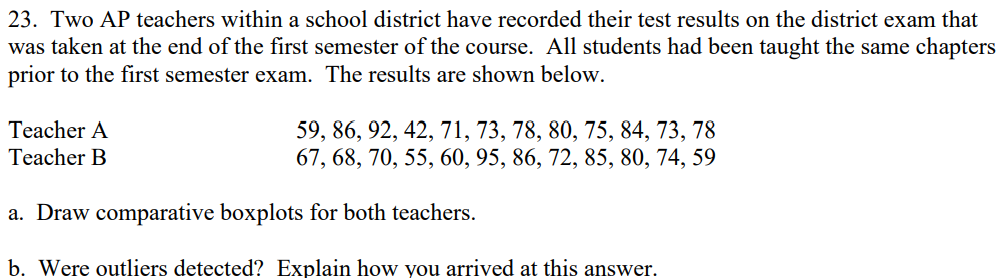 23. Two AP teachers within a school district have recorded their test results on the district exam that
was taken at the end of the first semester of the course. All students had been taught the same chapters
prior to the first semester exam. The results are shown below.
Teacher A 59, 86, 92, 42, 71, 73, 78, 80, 75, 84, 73, 78
Teacher B 67, 68, 70, 55, 60, 95, 86, 72, 85, 80, 74, 59
a. Draw comparative boxplots for both teachers.
b. Were outliers detected? Explain how you arrived at this answer.